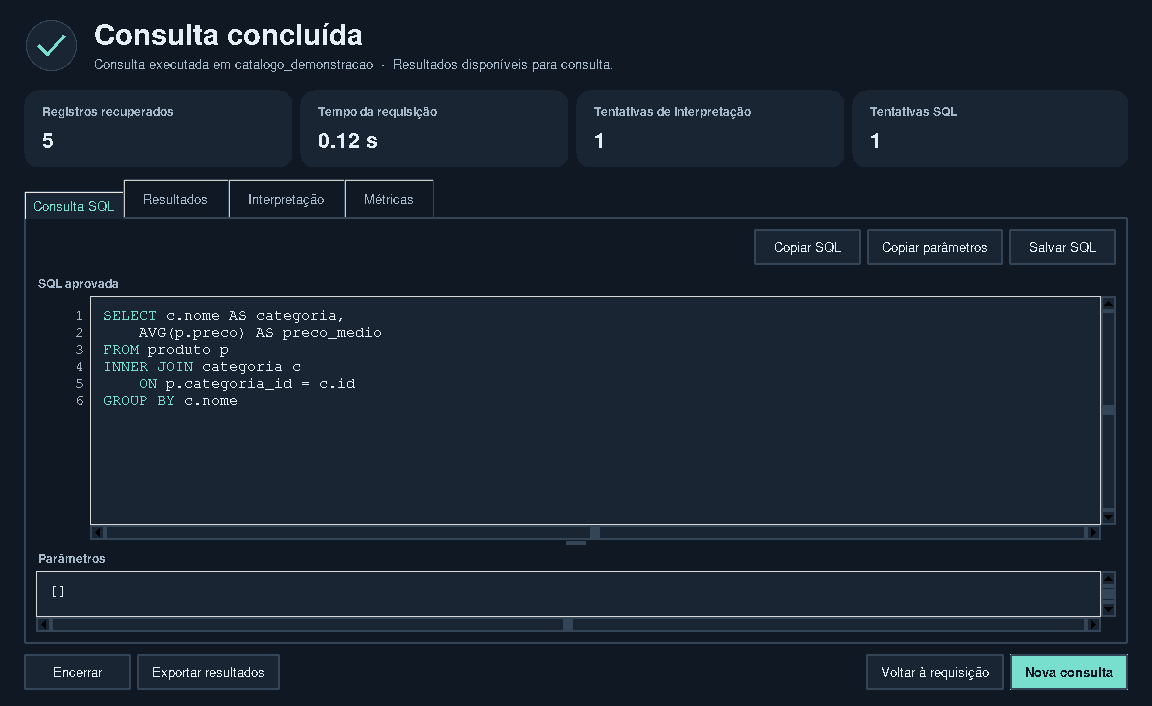 Consulta concluída
Consulta executada em catalogo_demonstracao · Resultados disponíveis para consulta.
Registros recuperados
5
Tempo da requisição
0.12 s
Tentativas de interpretação
1
Tentativas SQL
1
Consulta SQL
Resultados
Interpretação
Métricas
Copiar SQL
Copiar parâmetros
Salvar SQL
SQL aprovada
1 SELECT c.nome AS categoria,
2     AVG(p.preco) AS preco_medio
3 FROM produto p
4 INNER JOIN categoria c
5     ON p.categoria_id = c.id
6 GROUP BY c.nome
Parâmetros
[]
Encerrar
Exportar resultados
Voltar à requisição
Nova consulta